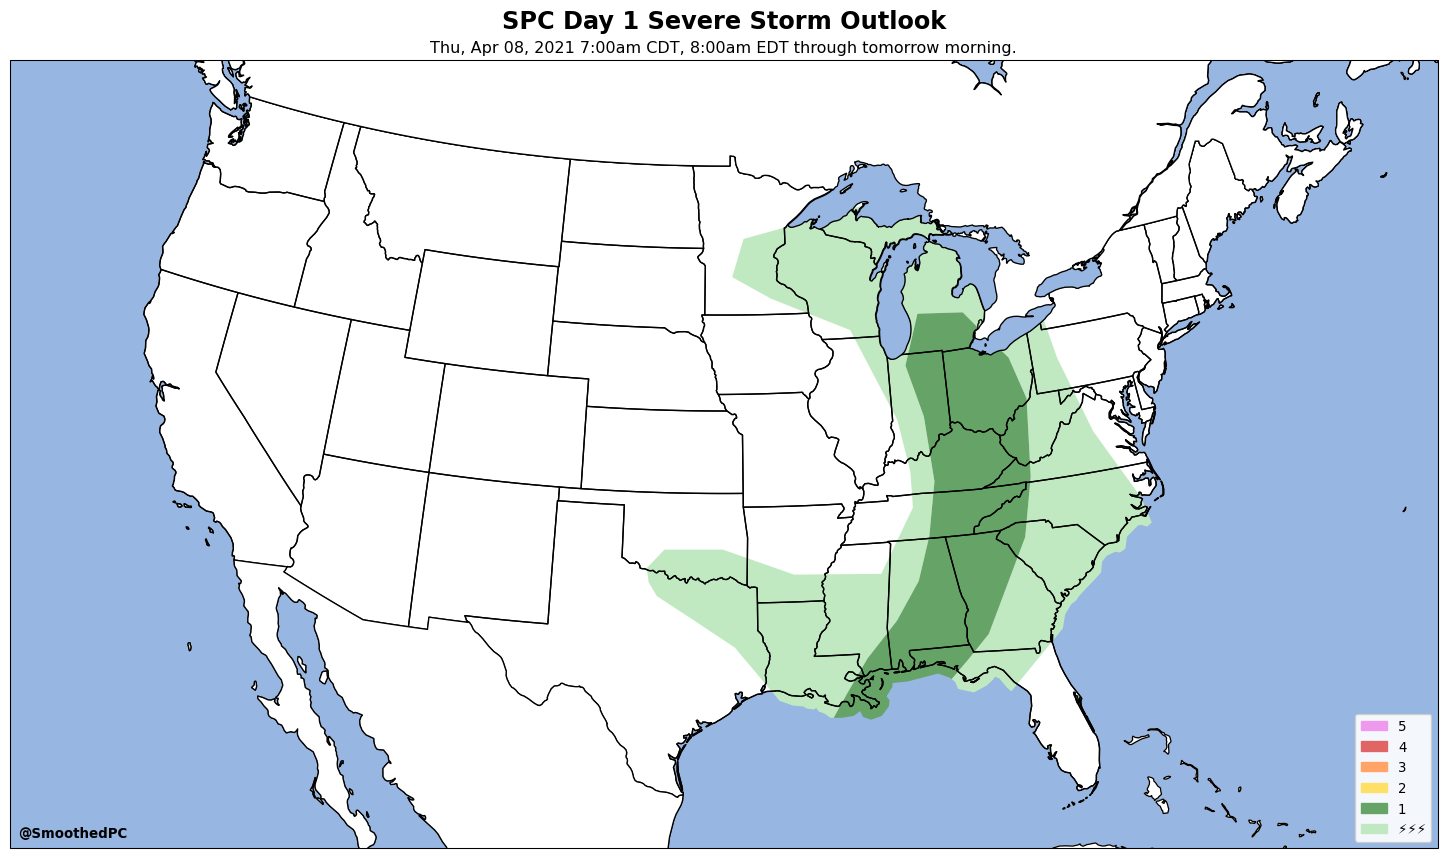 SPC Day 1 Severe Storm Outlook
Thu, Apr 08, 2021 7:00am CDT, 8:00am EDT through tomorrow morning.
5
4
3
2
1
⚡⚡⚡
@SmoothedPC